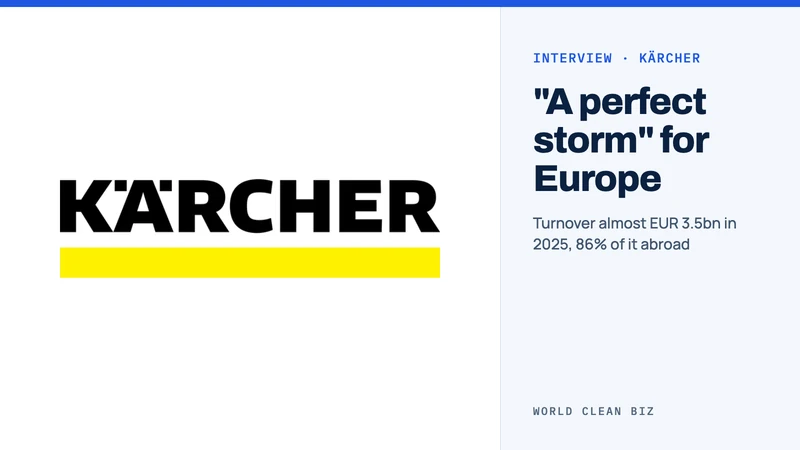 KÄRCHER
INTERVIEW · KÄRCHER
"A perfect
storm" for
Europe
Turnover almost EUR 3.5bn in
2025, 86% of it abroad
WORLD CLEAN BIZ